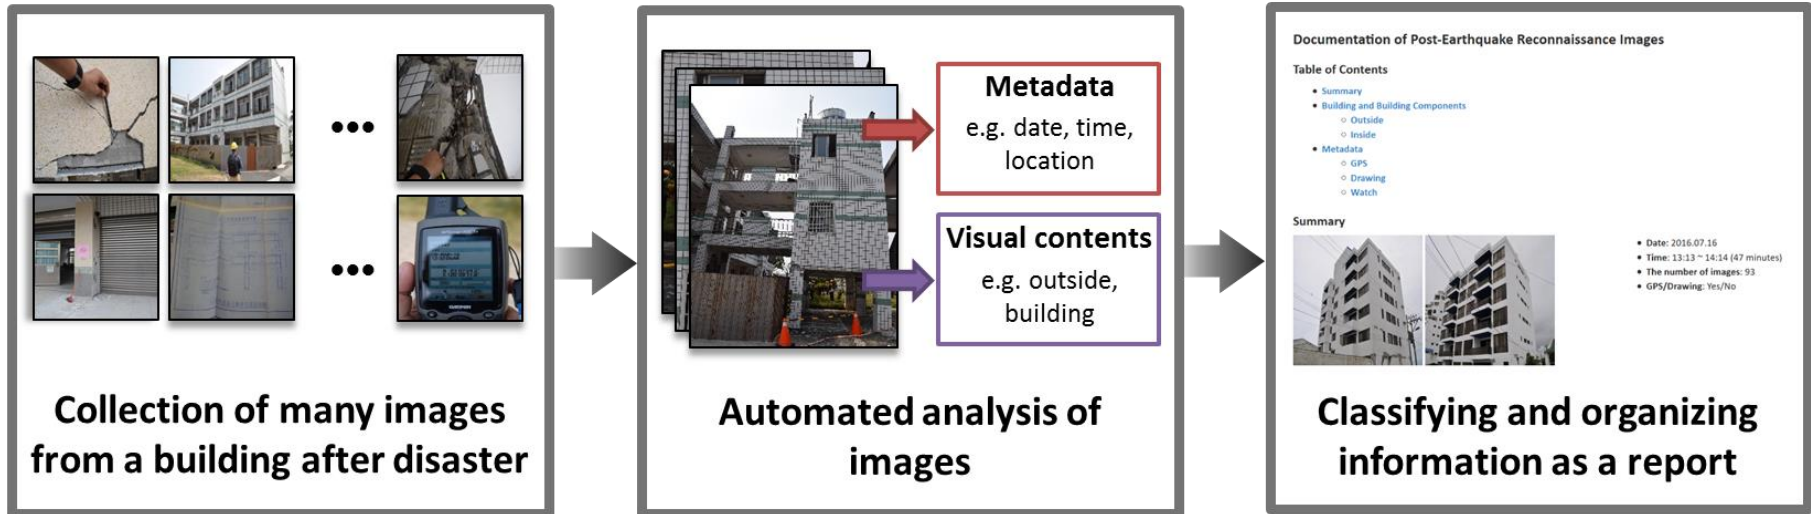 Collection of many images
from a building after disaster
Metadata
e.g. date, time,
location
Visual contents
e.g. outside,
building
Automated analysis of
images
Documentation of Post-Earthquake Reconnaissance Images
Table of Contents
• Summary
• Building and Building Components
○ Outside
○ Inside
• Metadata
○ GPS
○ Drawing
○ Watch
Summary
• Date: 2016.07.16
• Time: 13:13 ~ 14:14 (47 minutes)
• The number of images: 93
• GPS/Drawing: Yes/No
Classifying and organizing
information as a report